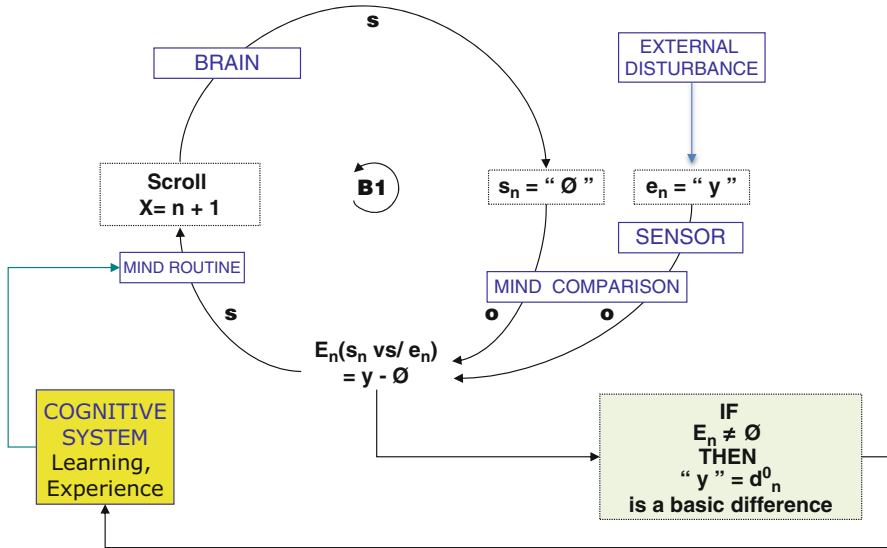 s
BRAIN
EXTERNAL
DISTURBANCE
Scroll
X= n + 1
B1
sₙ = “ Ø ”
eₙ = “ y ”
SENSOR
MIND ROUTINE
MIND COMPARISON
s
o
o
Eₙ(sₙ vs/ eₙ)
= y - Ø
COGNITIVE
SYSTEM
Learning,
Experience
IF
Eₙ ≠ Ø
THEN
“ y ” = d⁰ₙ
is a basic difference